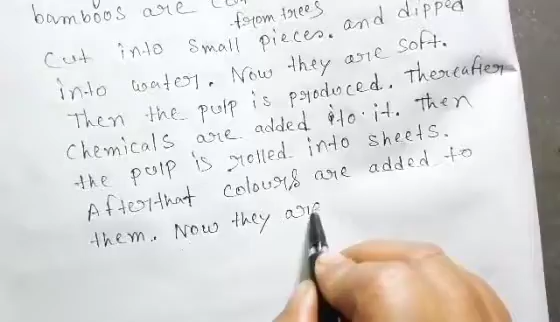 bamboos are
from trees
Cut into small pieces. and dipped
into water. Now they are soft.
Then the pulp is produced. Thereafter
Chemicals are added to it. Then
the pulp is rolled into sheets.
Afterthat colours are added to
them. Now they are